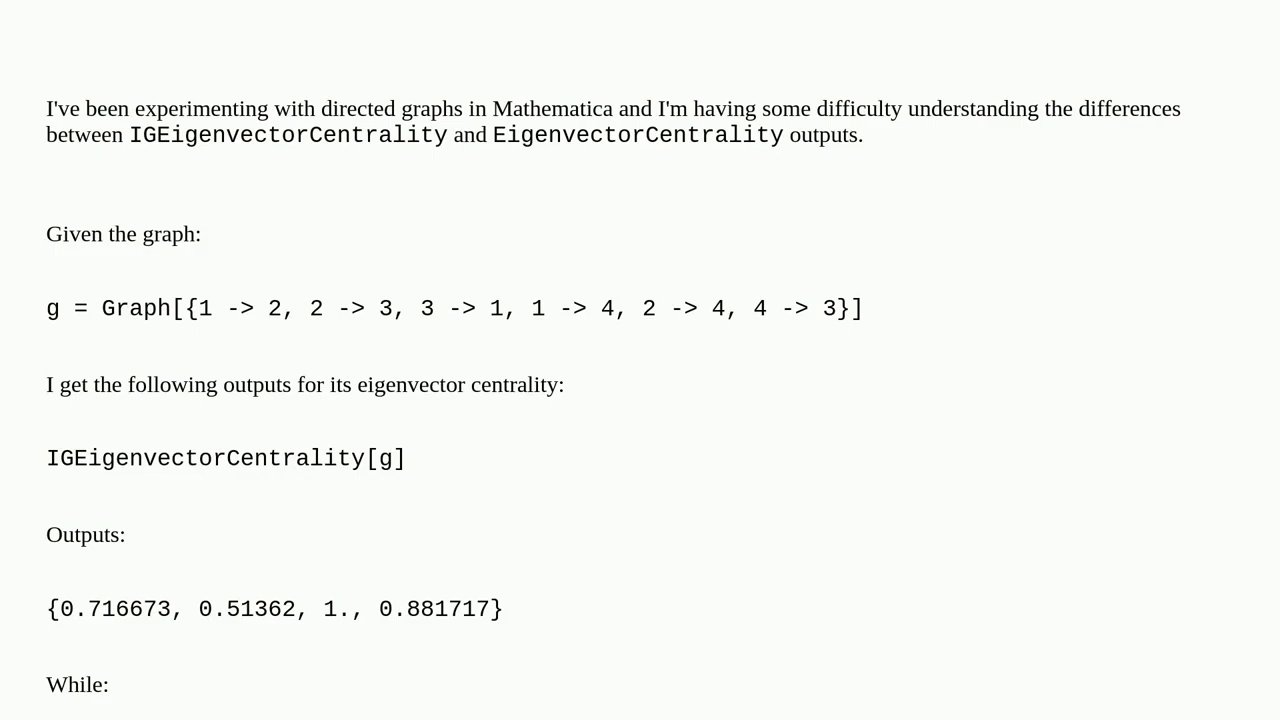 I've been experimenting with directed graphs in Mathematica and I'm having some difficulty understanding the differences
between IGEigenvectorCentrality and EigenvectorCentrality outputs.
Given the graph:
g = Graph[{1 -> 2, 2 -> 3, 3 -> 1, 1 -> 4, 2 -> 4, 4 -> 3}]
I get the following outputs for its eigenvector centrality:
IGEigenvectorCentrality[g]
Outputs:
{0.716673, 0.51362, 1., 0.881717}
While: